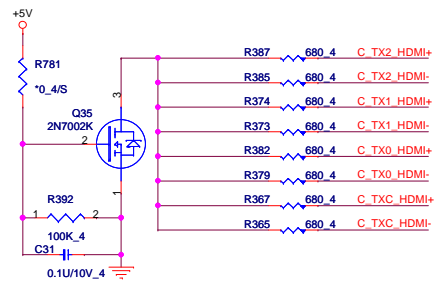 +5V
R781
*0_4/S
Q35
2N7002K
3
2
1
R392
1 2
100K_4
C31
0.1U/10V_4
R387 680_4 C_TX2_HDMI+
R385 680_4 C_TX2_HDMI-
R374 680_4 C_TX1_HDMI+
R373 680_4 C_TX1_HDMI-
R382 680_4 C_TX0_HDMI+
R379 680_4 C_TX0_HDMI-
R367 680_4 C_TXC_HDMI+
R365 680_4 C_TXC_HDMI-